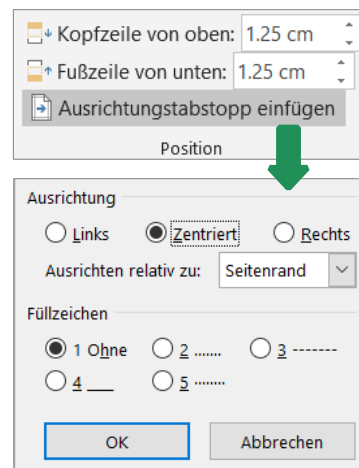 Kopfzeile von oben: 1.25 cm
Fußzeile von unten: 1.25 cm
Ausrichtungstabstopp einfügen
Position
Ausrichtung
Links Zentriert Rechts
Ausrichten relativ zu: Seitenrand
Füllzeichen
1 Ohne 2 ....... 3 -------
4 ___ 5 ········
OK Abbrechen